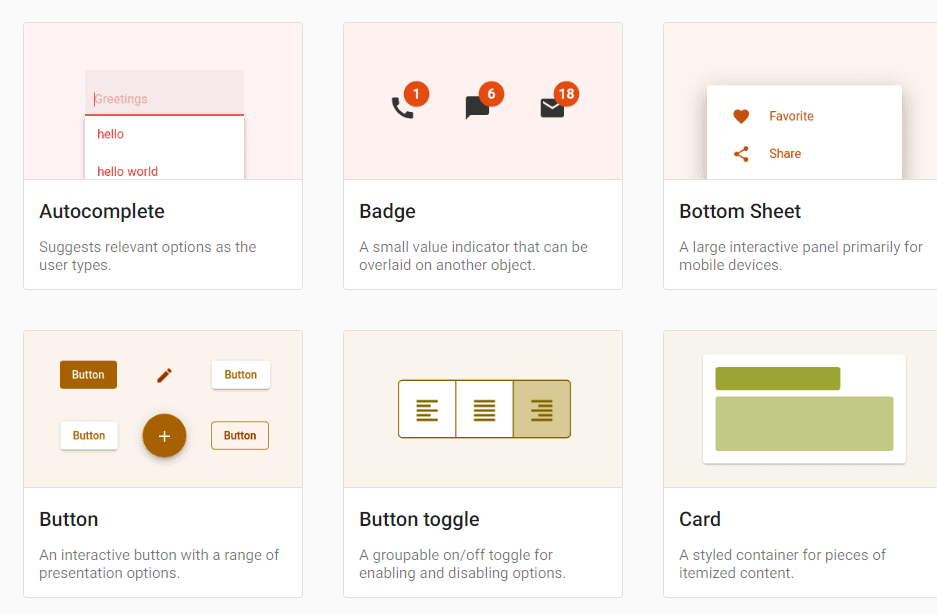 Greetings
hello
hello world
Autocomplete
Suggests relevant options as the
user types.
1
6
18
Badge
A small value indicator that can be
overlaid on another object.
Favorite
Share
Bottom Sheet
A large interactive panel primarily for
mobile devices.
Button
Button
Button
Button
Button
An interactive button with a range of
presentation options.
Button toggle
A groupable on/off toggle for
enabling and disabling options.
Card
A styled container for pieces of
itemized content.